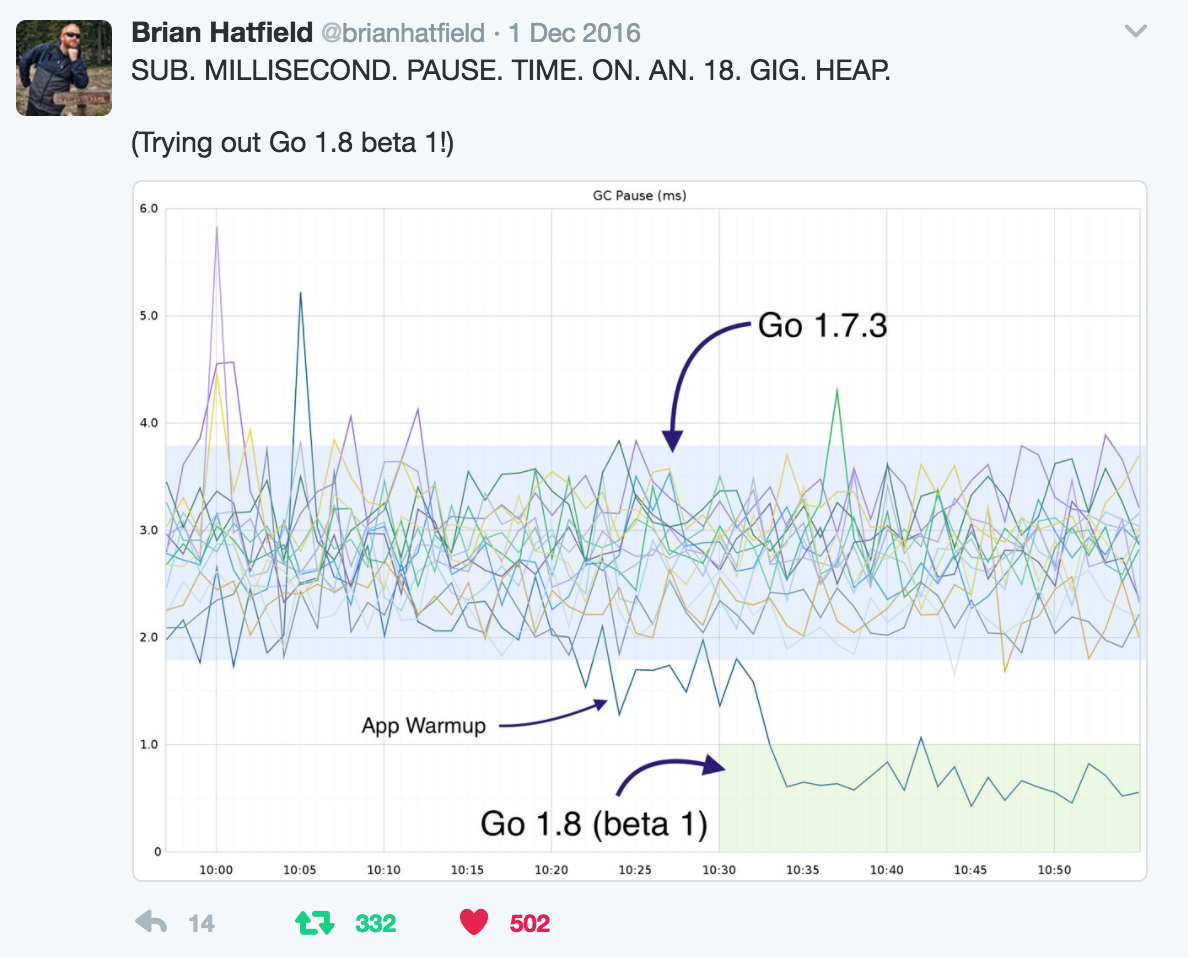 Brian Hatfield @brianhatfield · 1 Dec 2016
SUB. MILLISECOND. PAUSE. TIME. ON. AN. 18. GIG. HEAP.
(Trying out Go 1.8 beta 1!)
GC Pause (ms)
6.0
5.0
Go 1.7.3
4.0
3.0
2.0
App Warmup
1.0
Go 1.8 (beta 1)
0
10:00 10:05 10:10 10:15 10:20 10:25 10:30 10:35 10:40 10:45 10:50
14 332 502